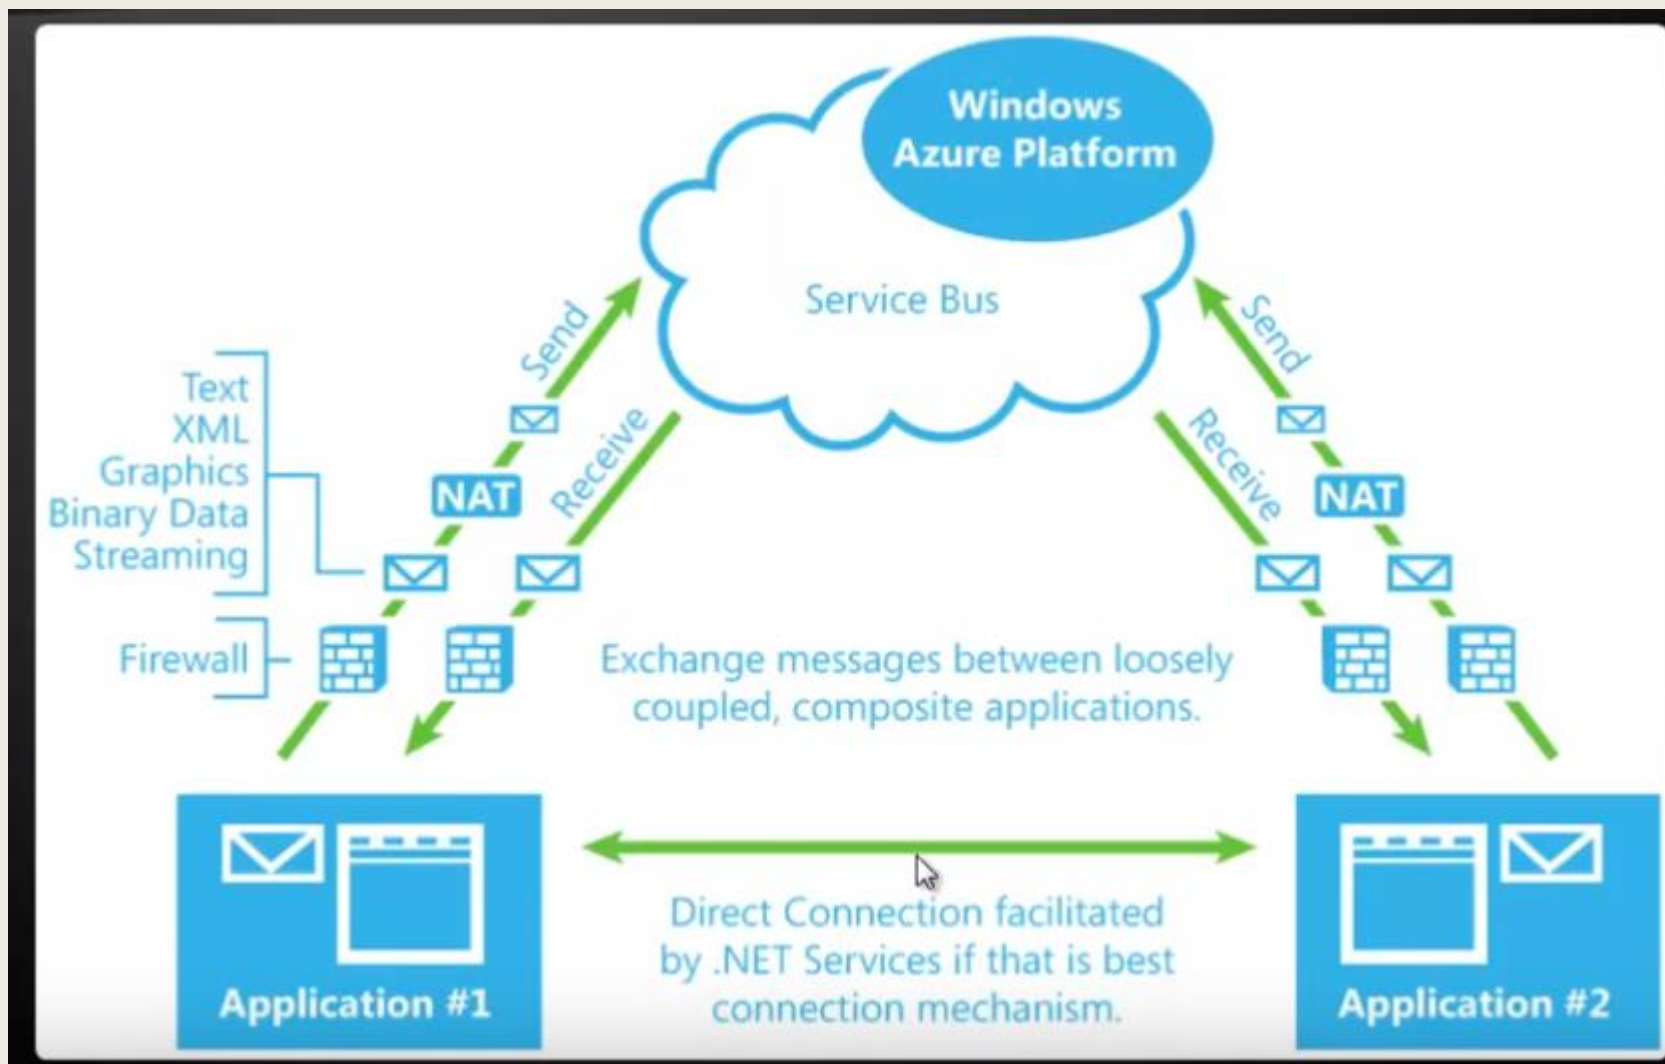 Windows
Azure Platform
Service Bus
Send
Send
Receive
Receive
Text
XML
Graphics
Binary Data
Streaming
NAT
NAT
Firewall
Exchange messages between loosely
coupled, composite applications.
Direct Connection facilitated
by .NET Services if that is best
connection mechanism.
Application #1
Application #2